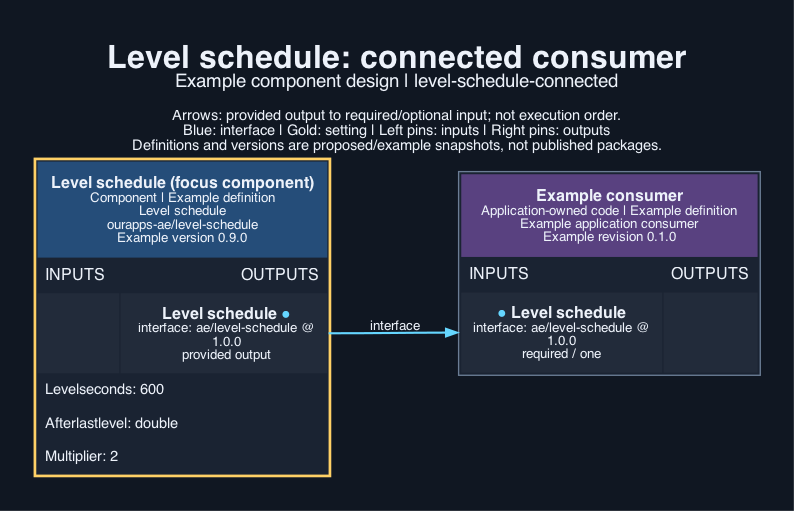 Level schedule: connected consumer
Example component design | level-schedule-connected
Arrows: provided output to required/optional input; not execution order.
Blue: interface | Gold: setting | Left pins: inputs | Right pins: outputs
Definitions and versions are proposed/example snapshots, not published packages.
Level schedule (focus component)
Component | Example definition
Level schedule
ourapps-ae/level-schedule
Example version 0.9.0
INPUTS
OUTPUTS
Level schedule
interface: ae/level-schedule @
1.0.0
provided output
Levelseconds: 600
Afterlastlevel: double
Multiplier: 2
interface
Example consumer
Application-owned code | Example definition
Example application consumer
Example revision 0.1.0
INPUTS
OUTPUTS
Level schedule
interface: ae/level-schedule @
1.0.0
required / one